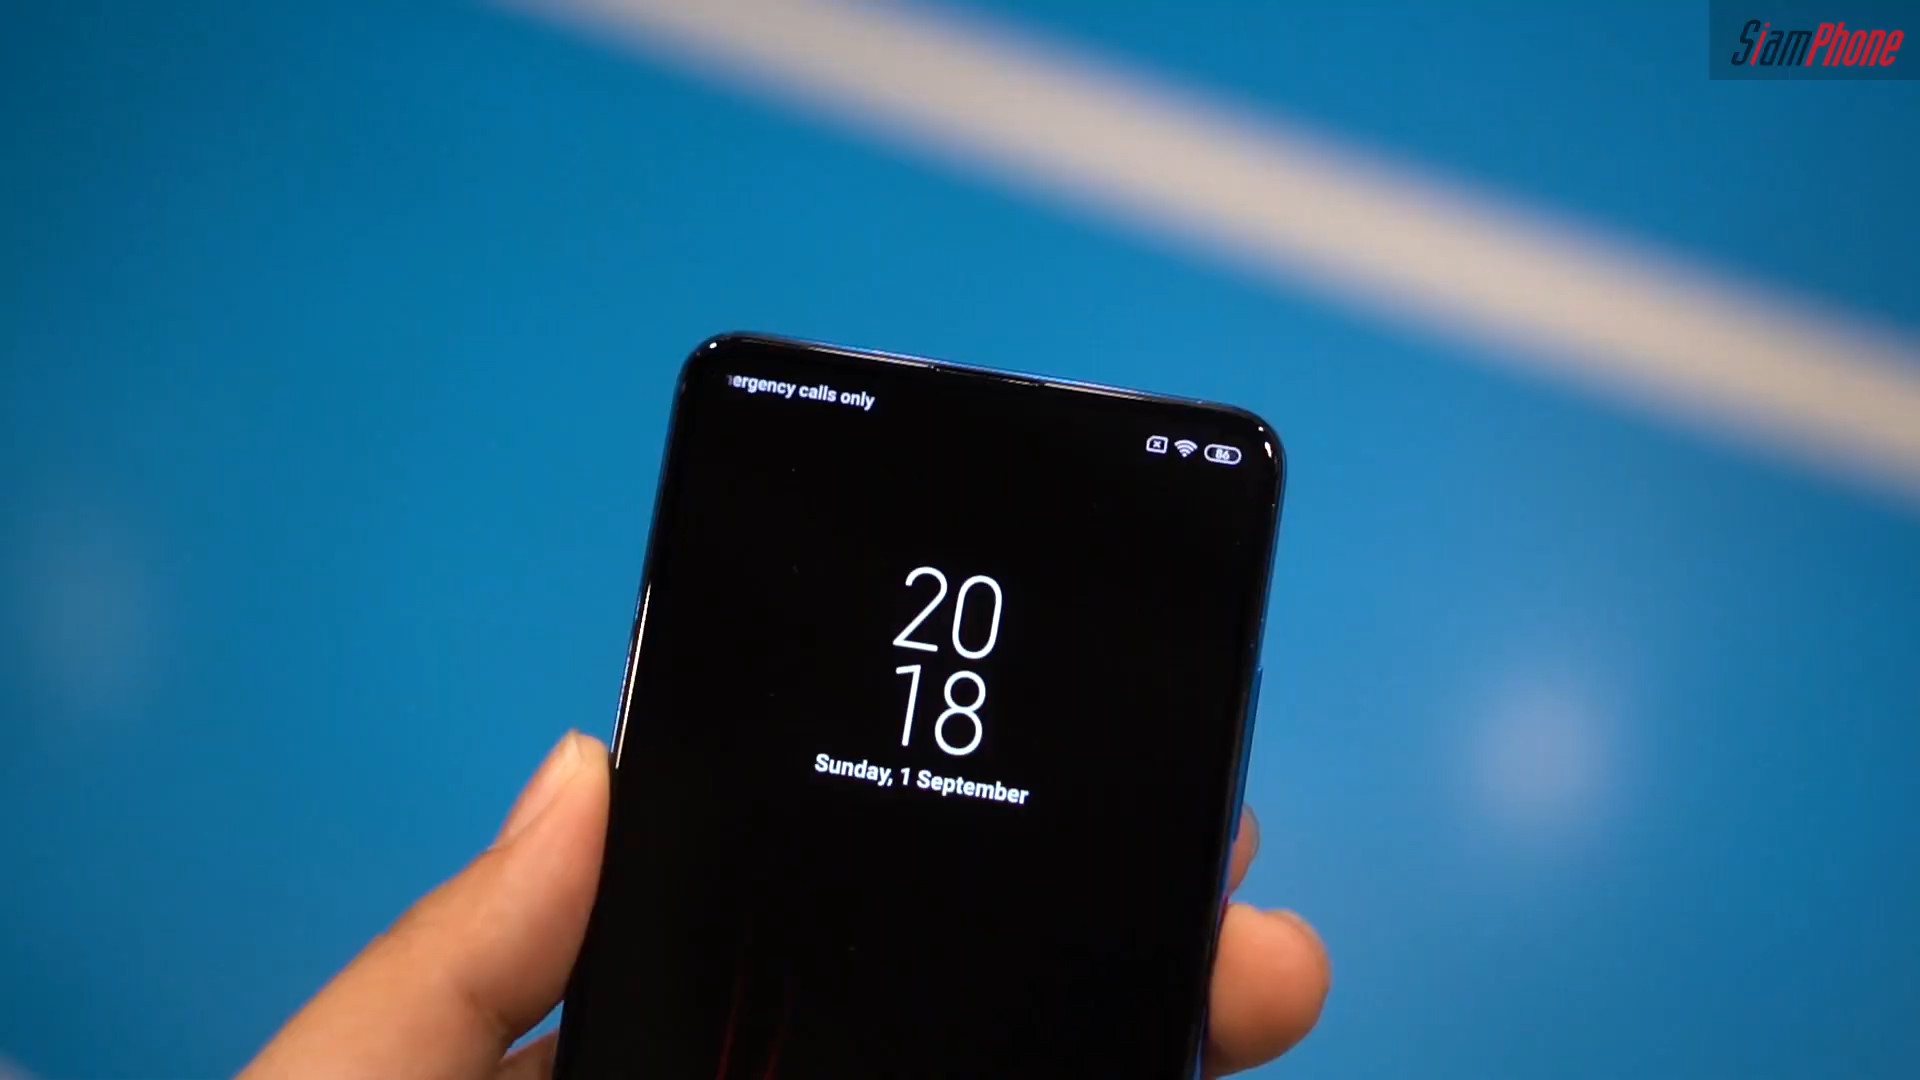 SiamPhone
ergency calls only
86
20
18
Sunday, 1 September